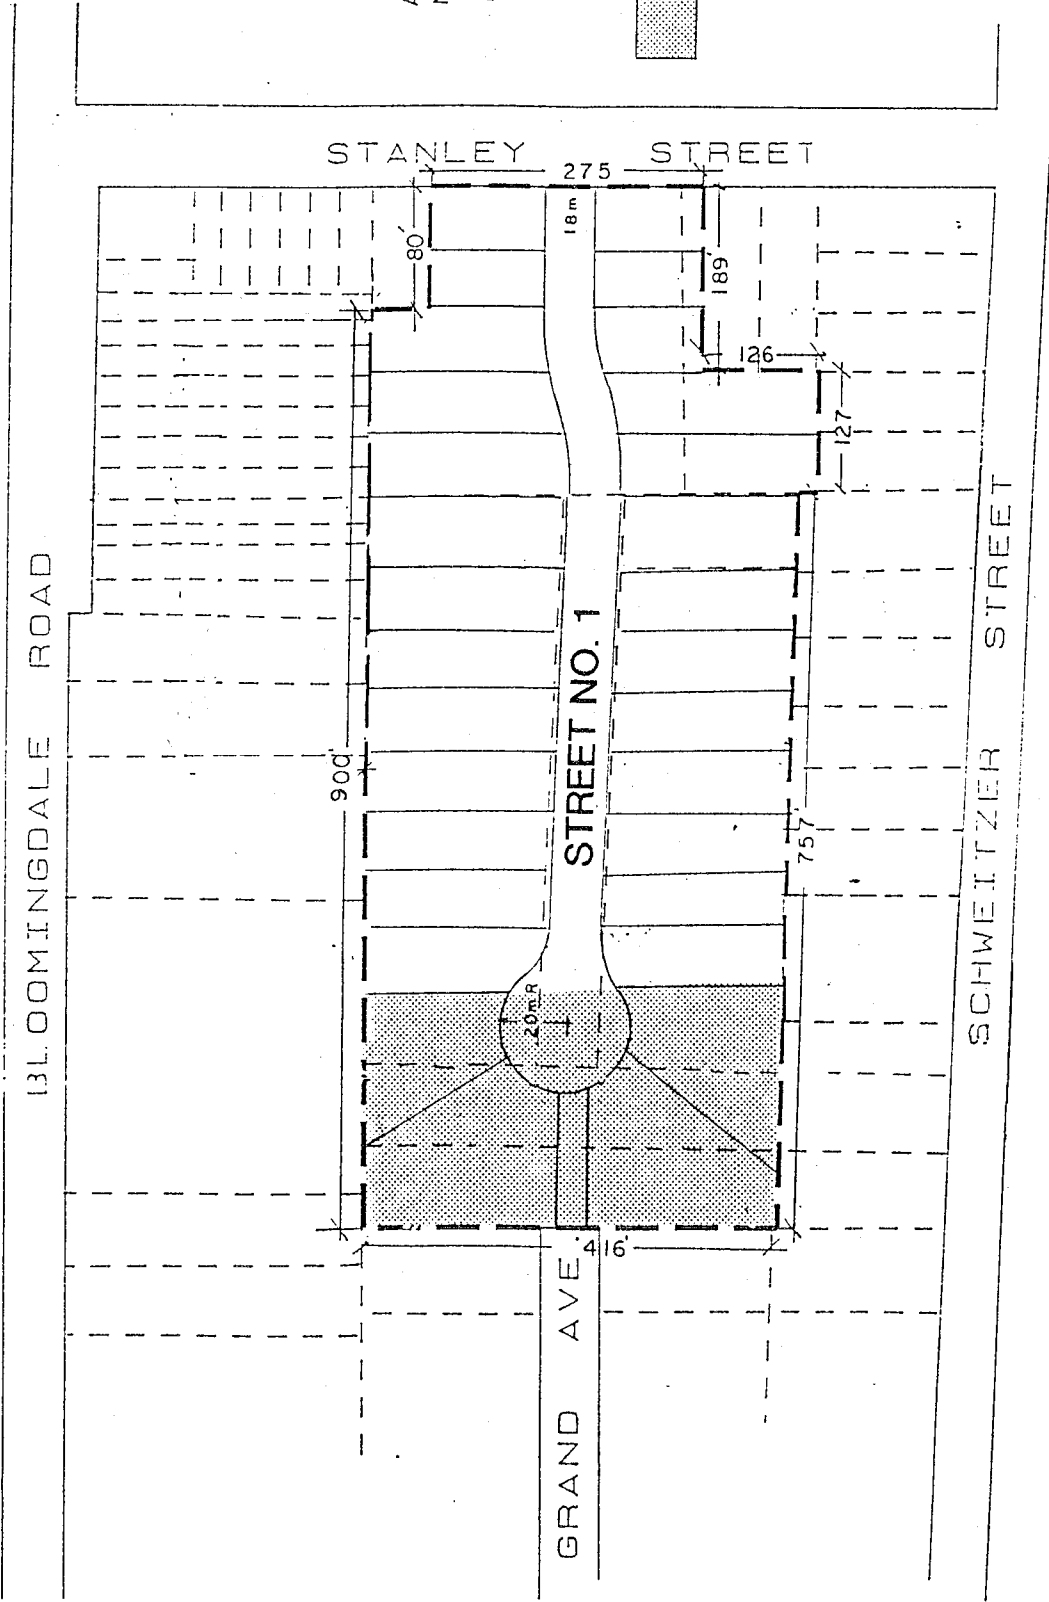 STANLEY STREET
275
18m
80'
189'
126
127
BLOOMINGDALE ROAD
STREET NO. 1
SCHWEITZER STREET
900'
757'
20m R
416'
GRAND AVE.